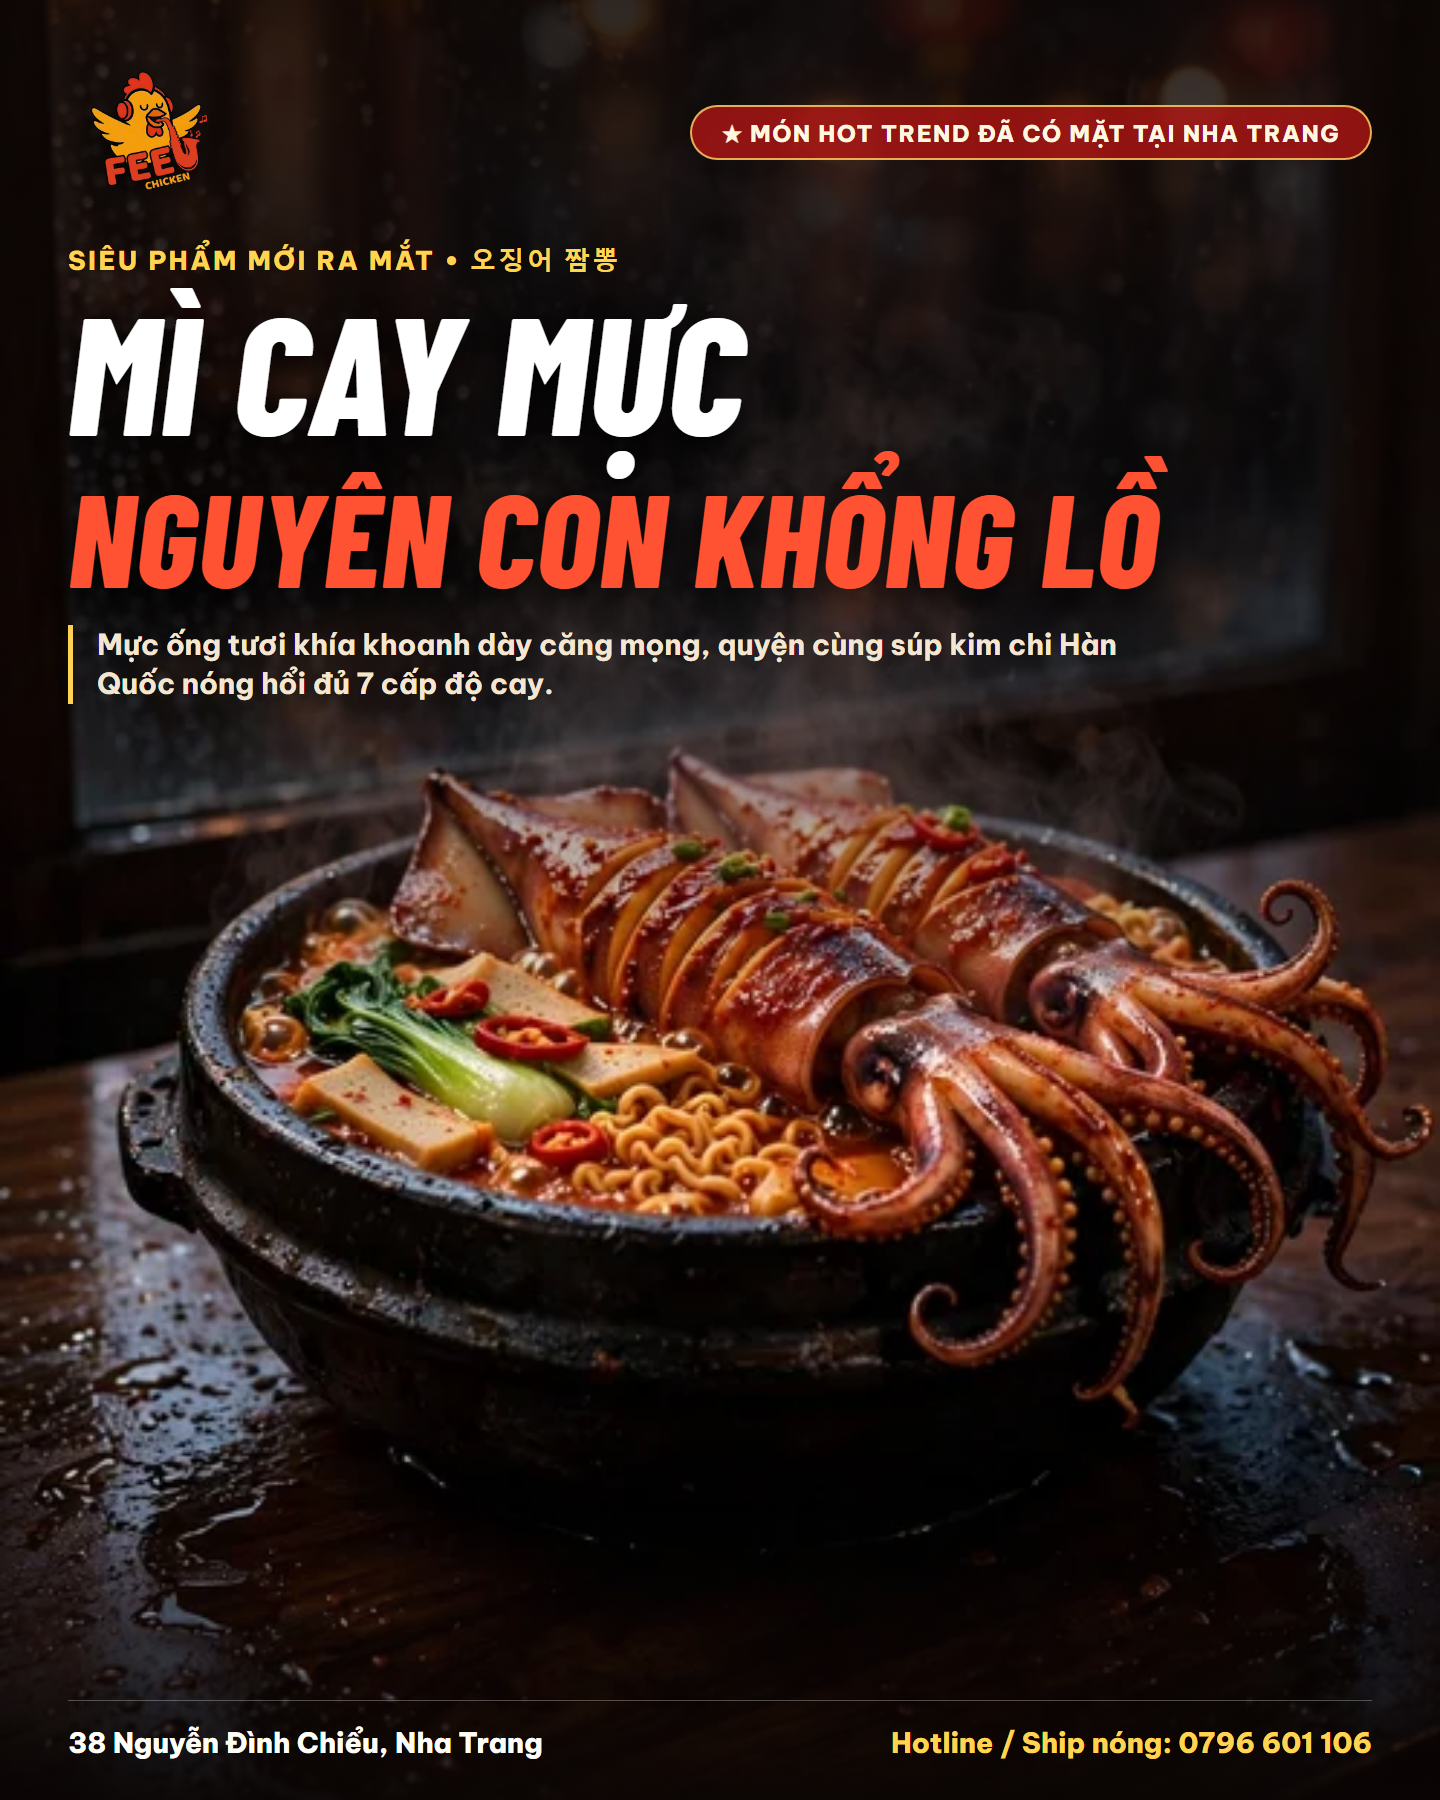 FEEU
CHICKEN
★ MÓN HOT TREND ĐÃ CÓ MẶT TẠI NHA TRANG
SIÊU PHẨM MỚI RA MẮT • 오징어 짬뽕
MÌ CAY MỰC
NGUYÊN CON KHỔNG LỒ
Mực ống tươi khía khoanh dày căng mọng, quyện cùng súp kim chi Hàn
Quốc nóng hổi đủ 7 cấp độ cay.
38 Nguyễn Đình Chiểu, Nha Trang
Hotline / Ship nóng: 0796 601 106